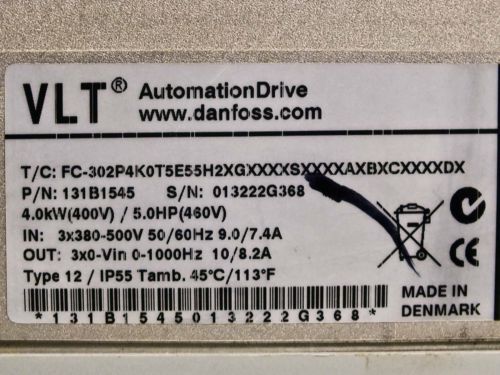 VLT® AutomationDrive
www.danfoss.com
T/C: FC-302P4K0T5E55H2XGXXXXSXXXXAXBXCXXXXDX
P/N: 131B1545 S/N: 013222G368
4.0kW(400V) / 5.0HP(460V)
IN: 3x380-500V 50/60Hz 9.0/7.4A
OUT: 3x0-Vin 0-1000Hz 10/8.2A
Type 12 / IP55 Tamb. 45°C/113°F
CE
*131B1545013222G368*
MADE IN
DENMARK